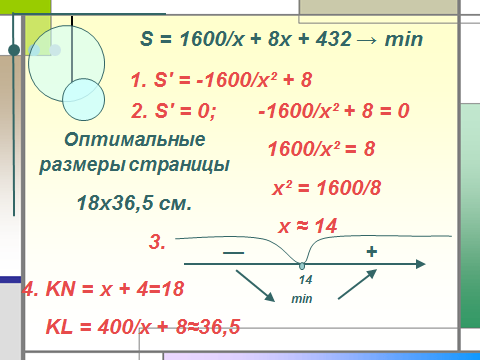 S = 1600/x + 8x + 432 → min
1. S' = -1600/x² + 8
2. S' = 0; -1600/x² + 8 = 0
Оптимальные
размеры страницы
18х36,5 см.
1600/x² = 8
x² = 1600/8
x ≈ 14
3.
— +
14
min
4. KN = x + 4=18
KL = 400/x + 8≈36,5